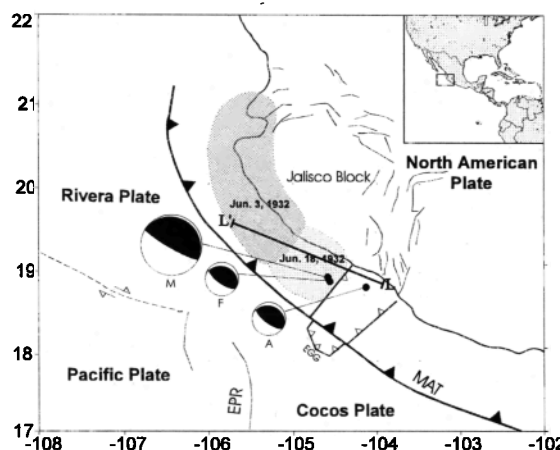 22
21
20
19
18
17
-108
-107
-106
-105
-104
-103
-102
North American
Plate
Jalisco Block
Rivera Plate
Jun. 3, 1932
L'
Jun. 18, 1932
L
M
F
A
EGG
Pacific Plate
EPR
MAT
Cocos Plate